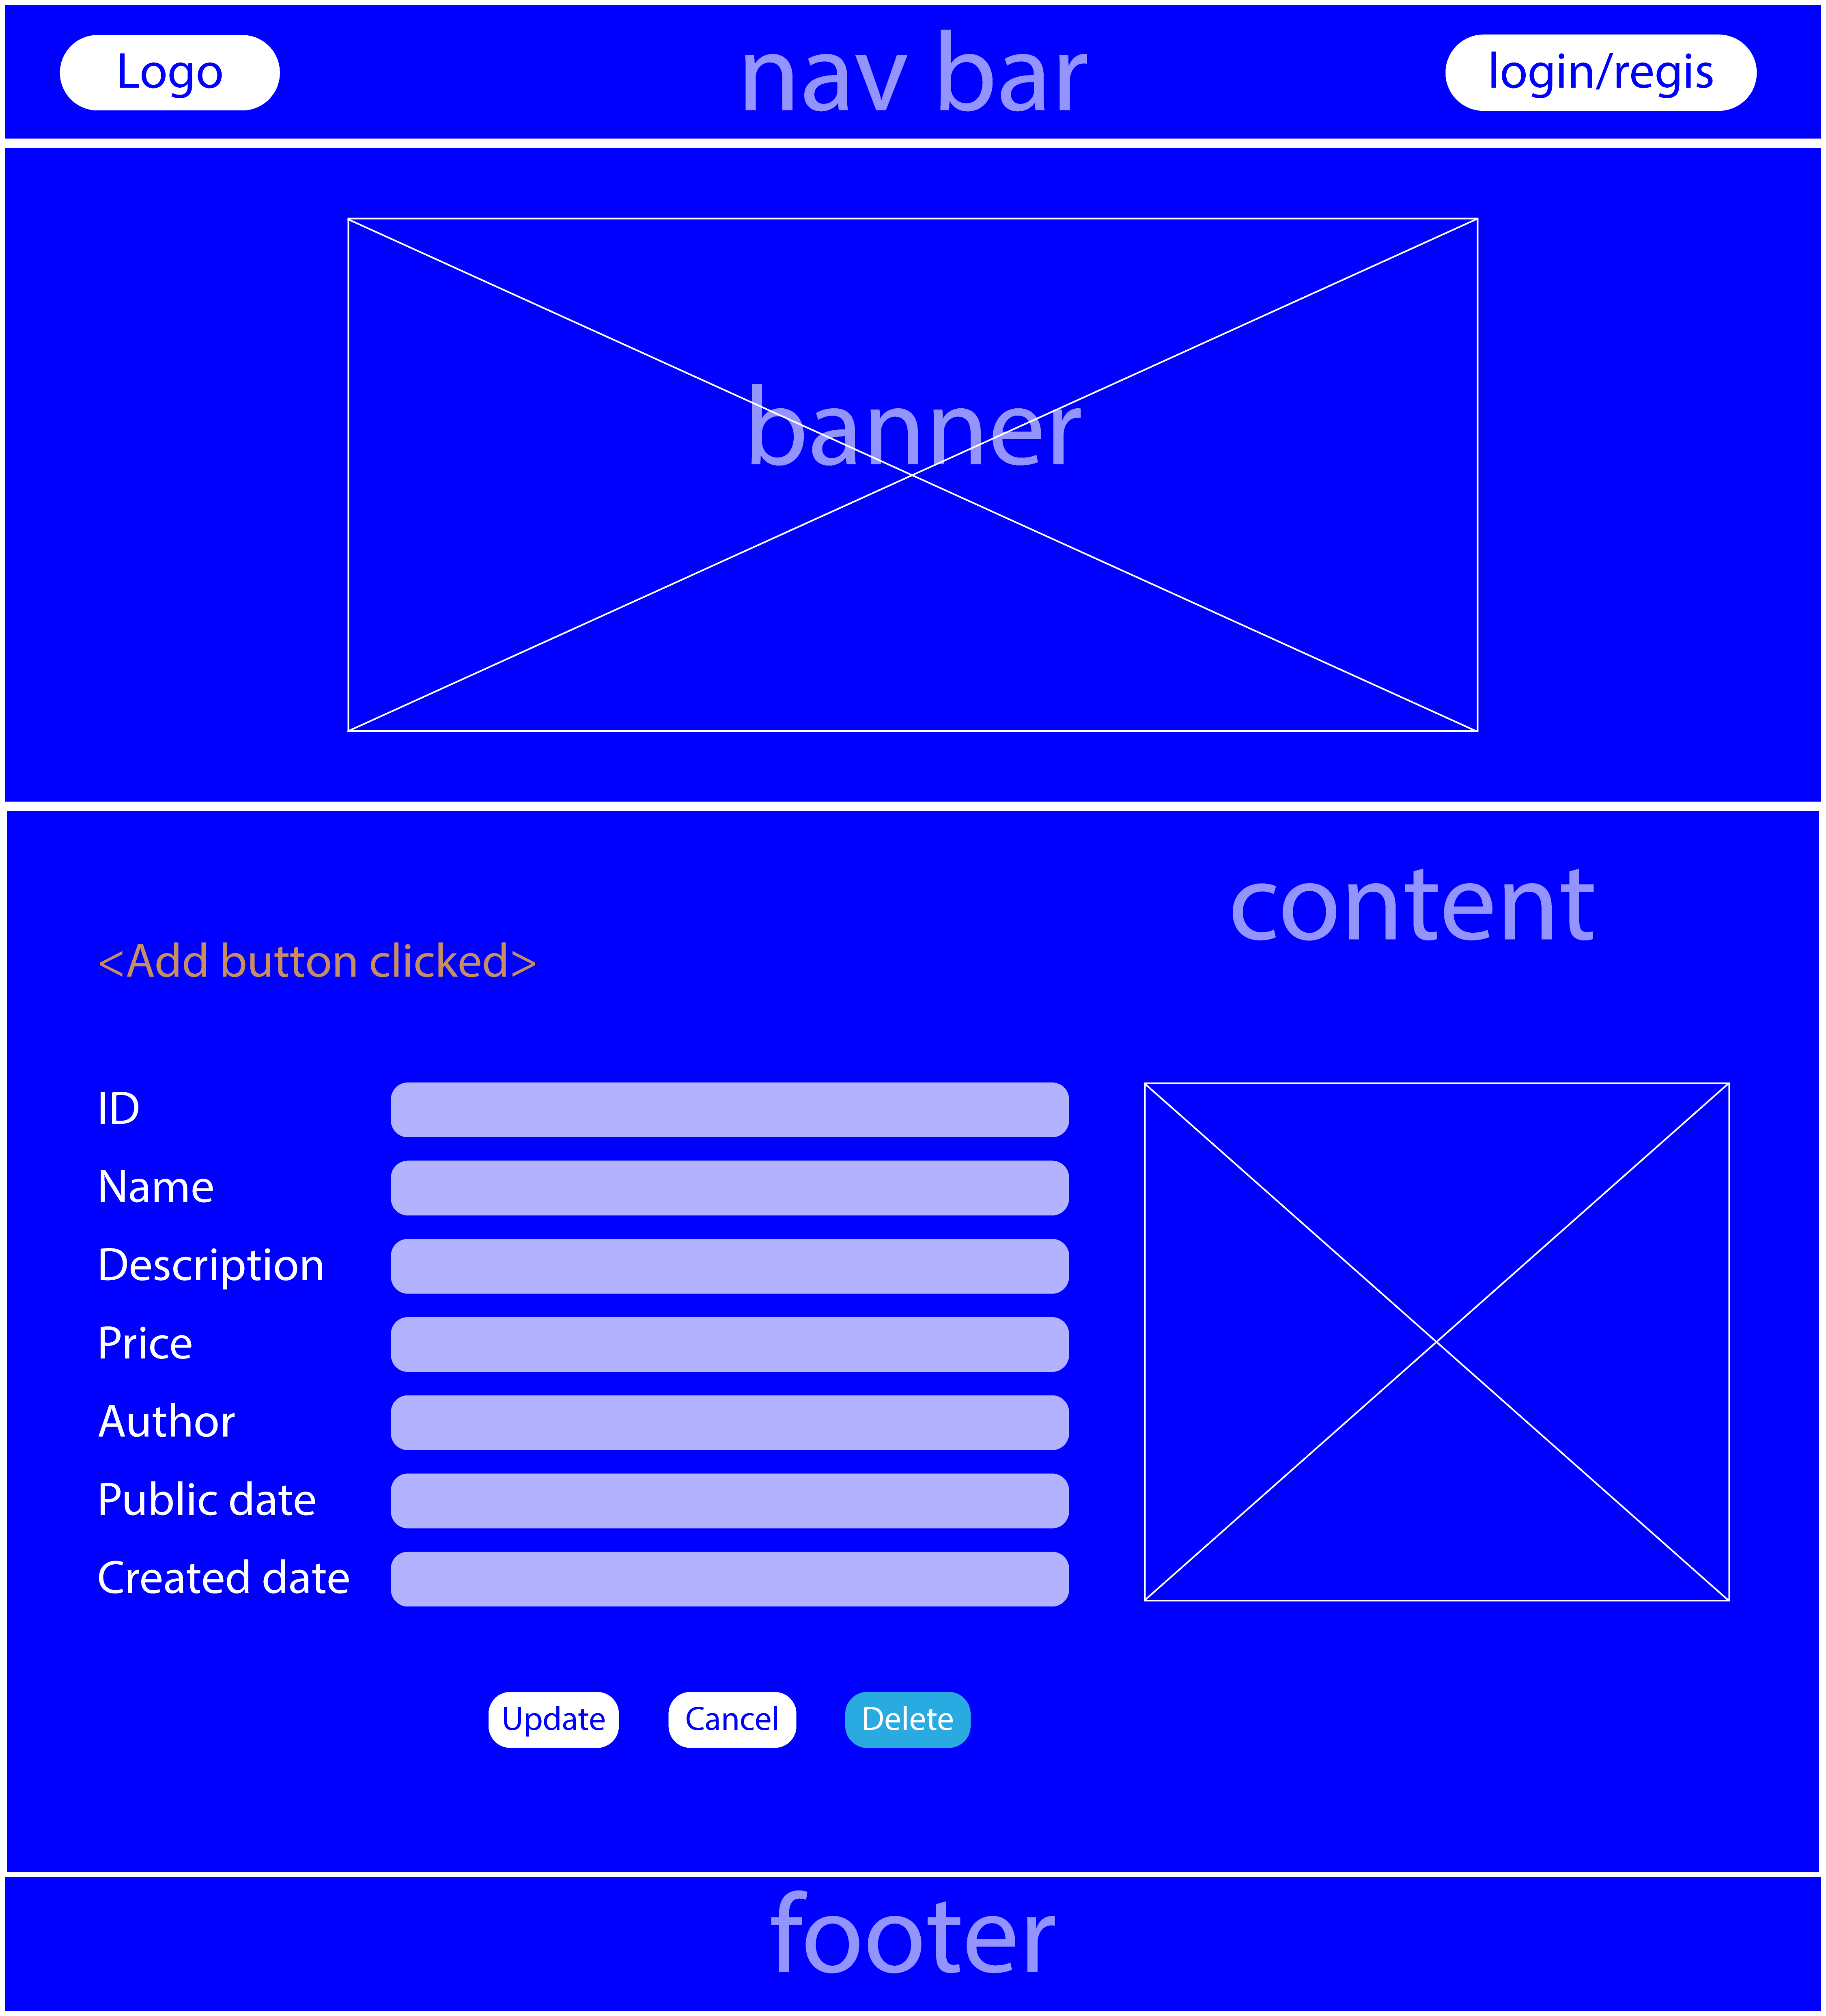 Logo
nav bar
login/regis
banner
content
<Add button clicked>
ID
Name
Description
Price
Author
Public date
Created date
Update
Cancel
Delete
footer